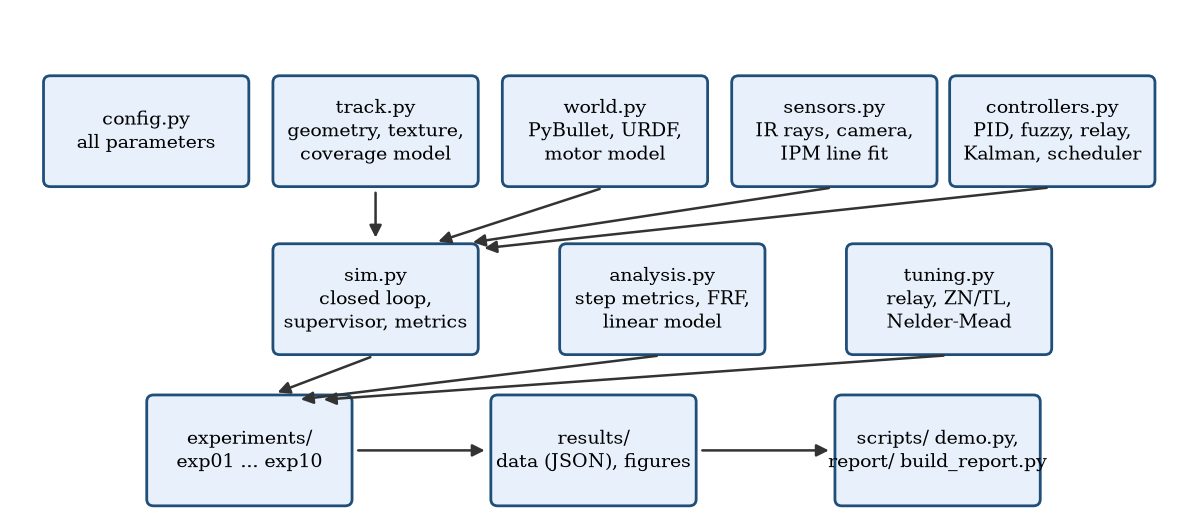 config.py
all parameters
track.py
geometry, texture,
coverage model
world.py
PyBullet, URDF,
motor model
sensors.py
IR rays, camera,
IPM line fit
controllers.py
PID, fuzzy, relay,
Kalman, scheduler
sim.py
closed loop,
supervisor, metrics
analysis.py
step metrics, FRF,
linear model
tuning.py
relay, ZN/TL,
Nelder-Mead
experiments/
exp01 ... exp10
results/
data (JSON), figures
scripts/ demo.py,
report/ build_report.py